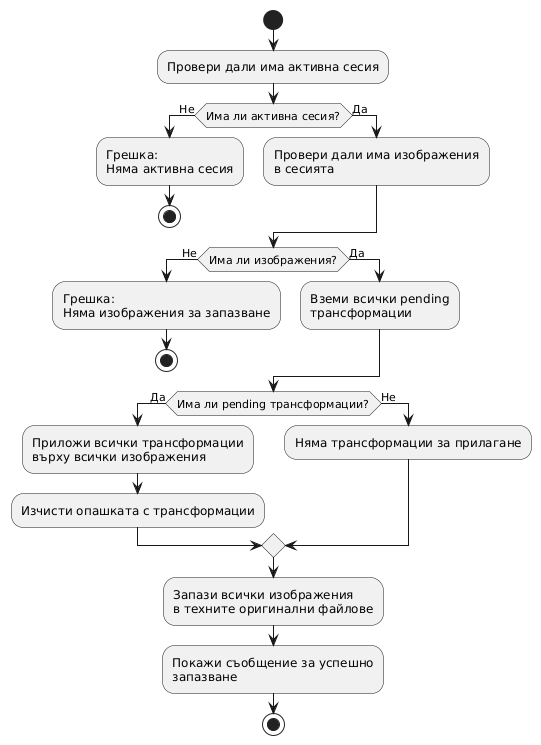 Провери дали има активна сесия
Не
Има ли активна сесия?
Да
Грешка:
Няма активна сесия
Провери дали има изображения
в сесията
Не
Има ли изображения?
Да
Грешка:
Няма изображения за запазване
Вземи всички pending
трансформации
Да
Има ли pending трансформации?
Не
Приложи всички трансформации
върху всички изображения
Няма трансформации за прилагане
Изчисти опашката с трансформации
Запази всички изображения
в техните оригинални файлове
Покажи съобщение за успешно
запазване